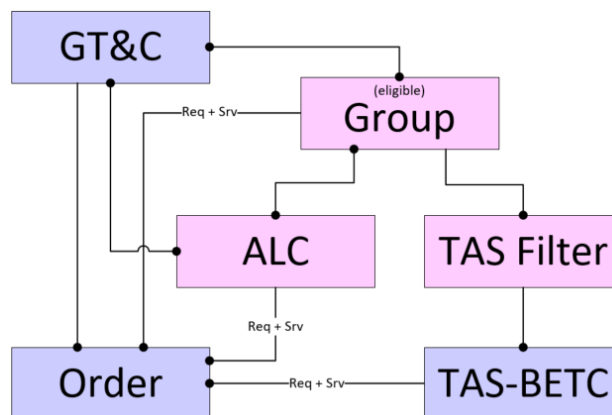 GT&C
(eligible)
Group
Req + Srv
ALC
TAS Filter
Req + Srv
Order
Req + Srv
TAS-BETC